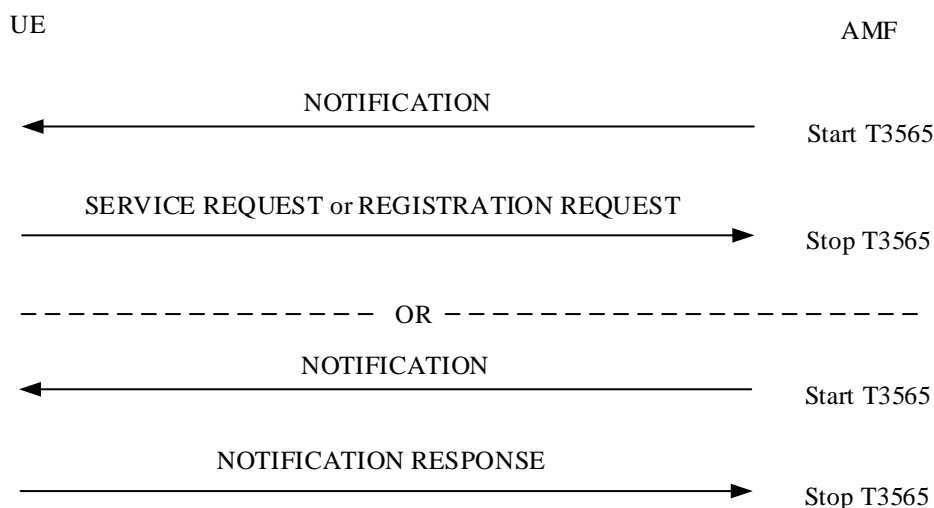 UE
AMF
NOTIFICATION
Start T3565
SERVICE REQUEST or REGISTRATION REQUEST
Stop T3565
OR
NOTIFICATION
Start T3565
NOTIFICATION RESPONSE
Stop T3565